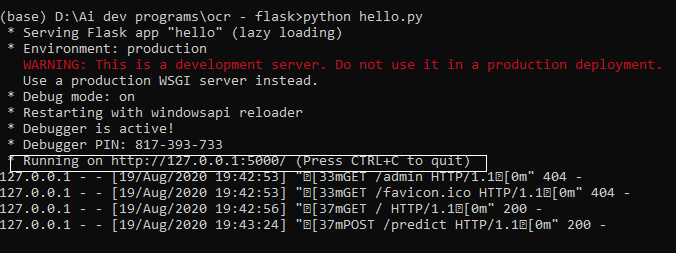 (base) D:\Ai dev programs\ocr - flask>python hello.py
* Serving Flask app "hello" (lazy loading)
* Environment: production
WARNING: This is a development server. Do not use it in a production deployment.
Use a production WSGI server instead.
* Debug mode: on
* Restarting with windowsapi reloader
* Debugger is active!
* Debugger PIN: 817-393-733
* Running on http://127.0.0.1:5000/ (Press CTRL+C to quit)
127.0.0.1 - - [19/Aug/2020 19:42:53] "␛[33mGET /admin HTTP/1.1␛[0m" 404 -
127.0.0.1 - - [19/Aug/2020 19:42:53] "␛[33mGET /favicon.ico HTTP/1.1␛[0m" 404 -
127.0.0.1 - - [19/Aug/2020 19:42:56] "␛[37mGET / HTTP/1.1␛[0m" 200 -
127.0.0.1 - - [19/Aug/2020 19:43:24] "␛[37mPOST /predict HTTP/1.1␛[0m" 200 -